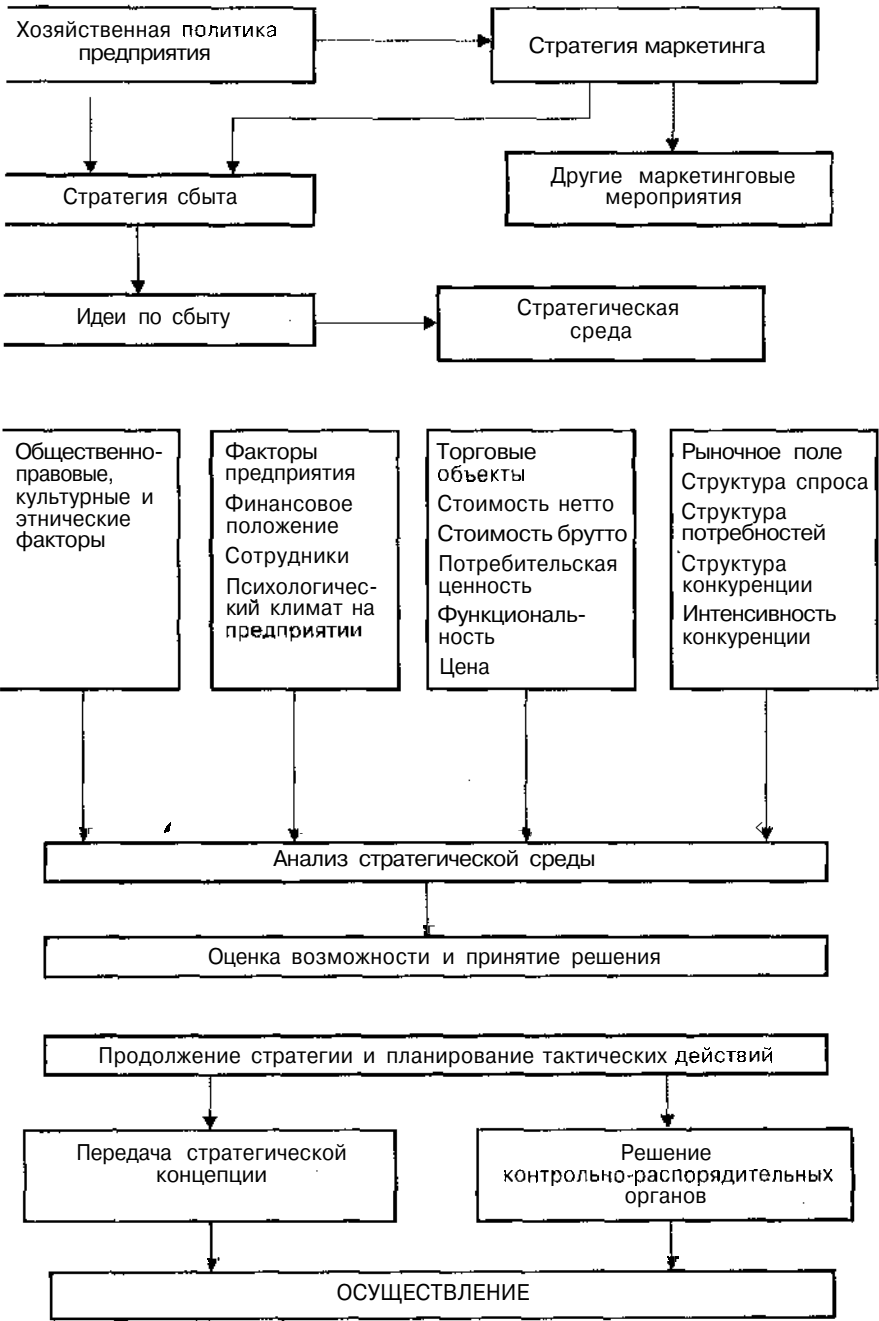 Хозяйственная политика
предприятия
Стратегия маркетинга
Стратегия сбыта
Другие маркетинговые
мероприятия
Идеи по сбыту
Стратегическая
среда
Общественно-
правовые,
культурные и
этнические
факторы
Факторы
предприятия
Финансовое
положение
Сотрудники
Психологичес-
кий климат на
предприятии
Торговые
объекты
Стоимость нетто
Стоимость брутто
Потребительская
ценность
Функциональ-
ность
Цена
Рыночное поле
Структура спроса
Структура
потребностей
Структура
конкуренции
Интенсивность
конкуренции
Анализ стратегической среды
Оценка возможности и принятие решения
Продолжение стратегии и планирование тактических действий
Передача стратегической
концепции
Решение
контрольно-распорядительных
органов
ОСУЩЕСТВЛЕНИЕ